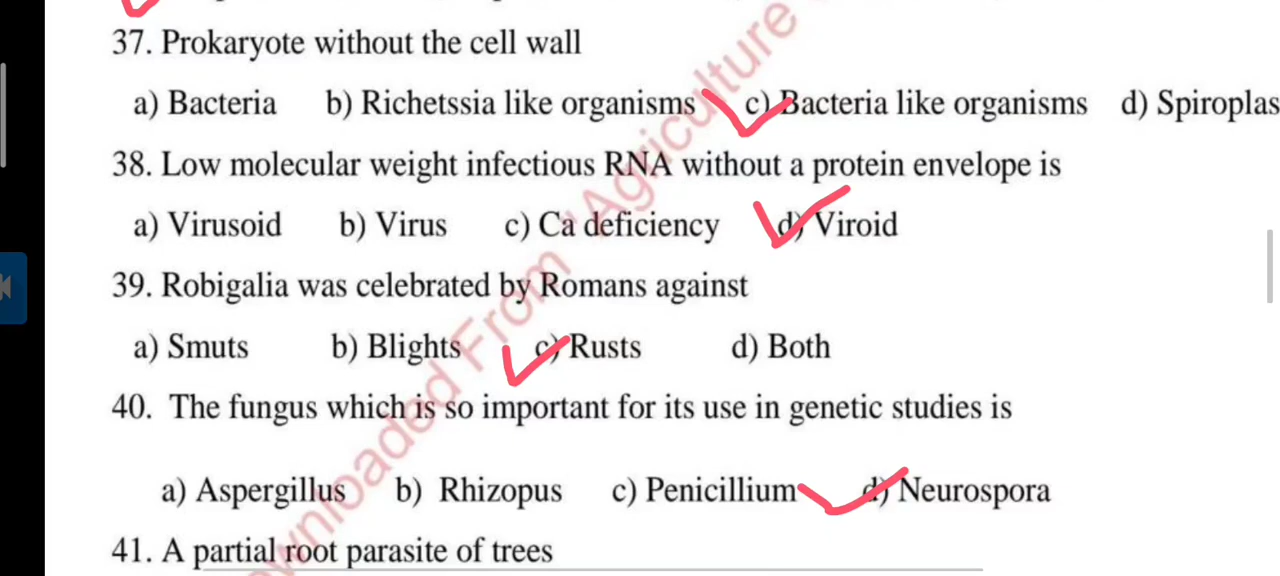 37. Prokaryote without the cell wall
a) Bacteria b) Richetssia like organisms c) Bacteria like organisms d) Spiroplas
38. Low molecular weight infectious RNA without a protein envelope is
a) Virusoid b) Virus c) Ca deficiency d) Viroid
39. Robigalia was celebrated by Romans against
a) Smuts b) Blights c) Rusts d) Both
40. The fungus which is so important for its use in genetic studies is
a) Aspergillus b) Rhizopus c) Penicillium d) Neurospora
41. A partial root parasite of trees
ownloaded From "Agriculture